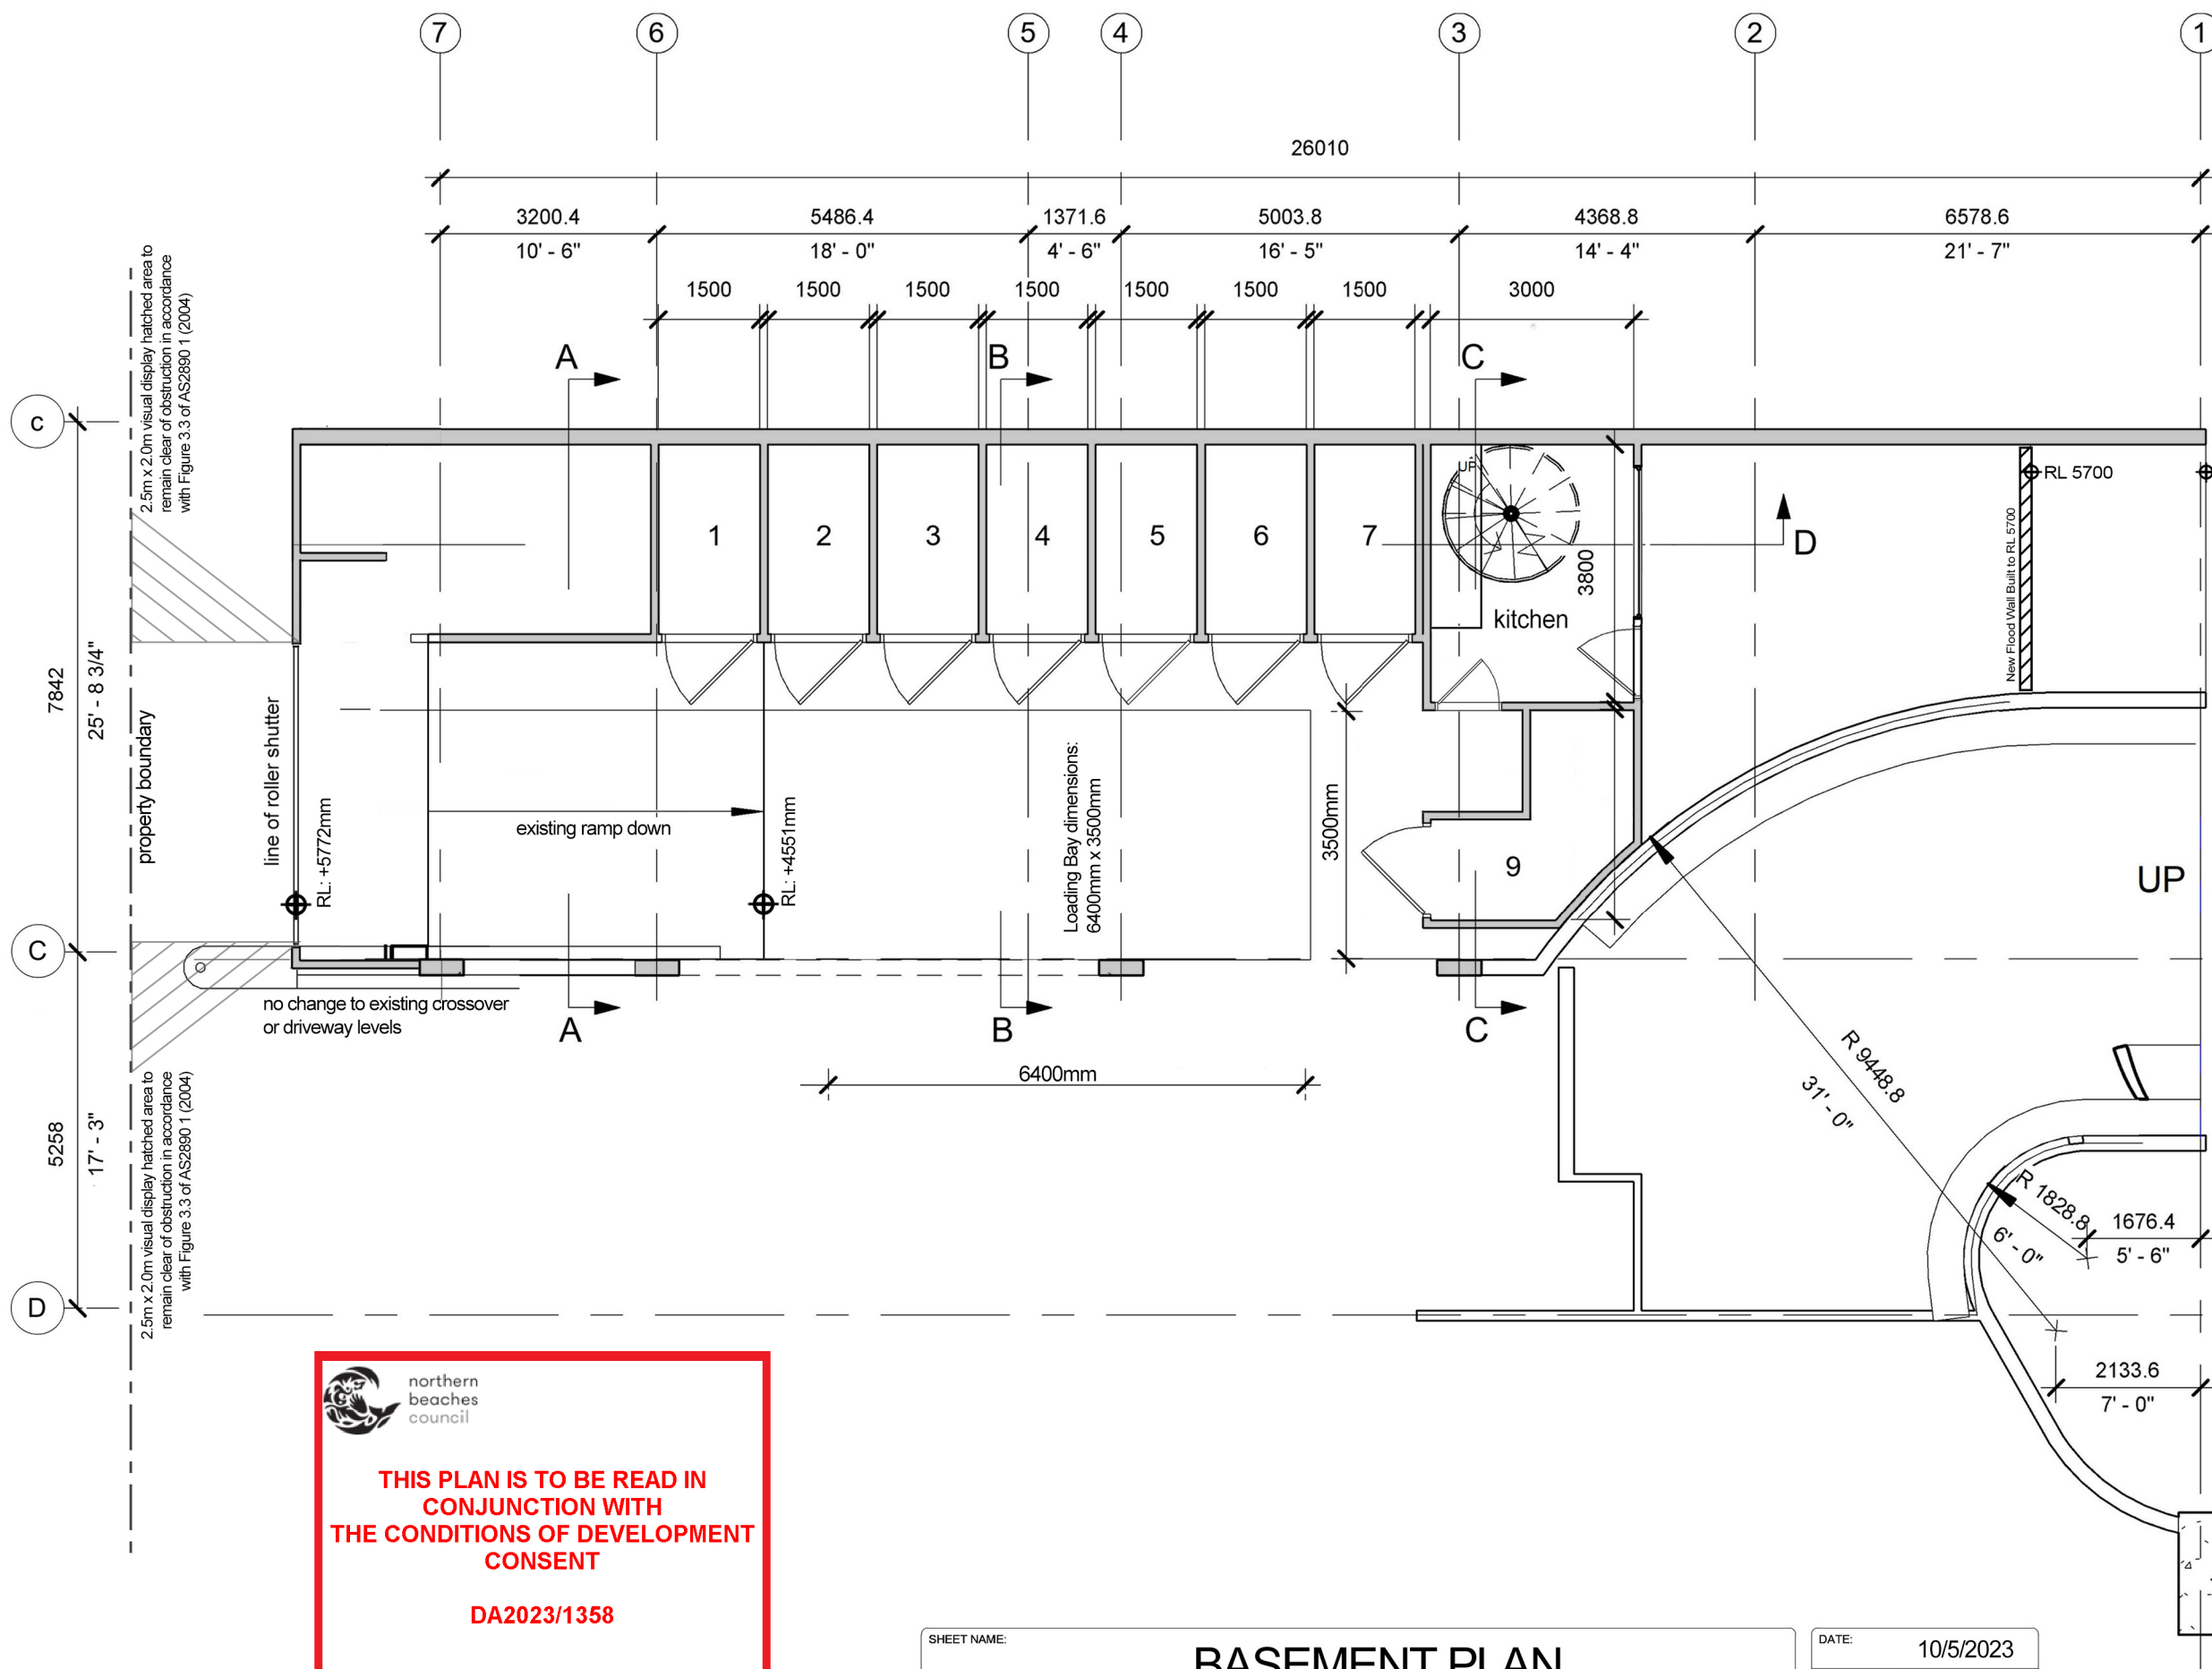 7
6
5
4
3
2
1
26010
3200.4
5486.4
1371.6
5003.8
4368.8
6578.6
10' - 6"
18' - 0"
4' - 6"
16' - 5"
14' - 4"
21' - 7"
1500
1500
1500
1500
1500
1500
1500
3000
A
B
C
c
2.5m x 2.0m visual display hatched area to
remain clear of obstruction in accordance
with Figure 3.3 of AS2890 1 (2004)
UP
RL 5700
1
2
3
4
5
6
7
D
3800
kitchen
New Flood Wall Built to RL 5700
7842
25' - 8 3/4"
property boundary
line of roller shutter
RL: +5772mm
existing ramp down
RL: +4551mm
Loading Bay dimensions:
6400mm x 3500mm
3500mm
9
UP
C
no change to existing crossover
or driveway levels
A
B
C
6400mm
R 9448.8
31' - 0"
5258
17' - 3"
2.5m x 2.0m visual display hatched area to
remain clear of obstruction in accordance
with Figure 3.3 of AS2890 1 (2004)
R 1828.8
6' - 0"
1676.4
5' - 6"
D
2133.6
7' - 0"
northern
beaches
council
THIS PLAN IS TO BE READ IN
CONJUNCTION WITH
THE CONDITIONS OF DEVELOPMENT
CONSENT
DA2023/1358
SHEET NAME:
BASEMENT PLAN
DATE:
10/5/2023